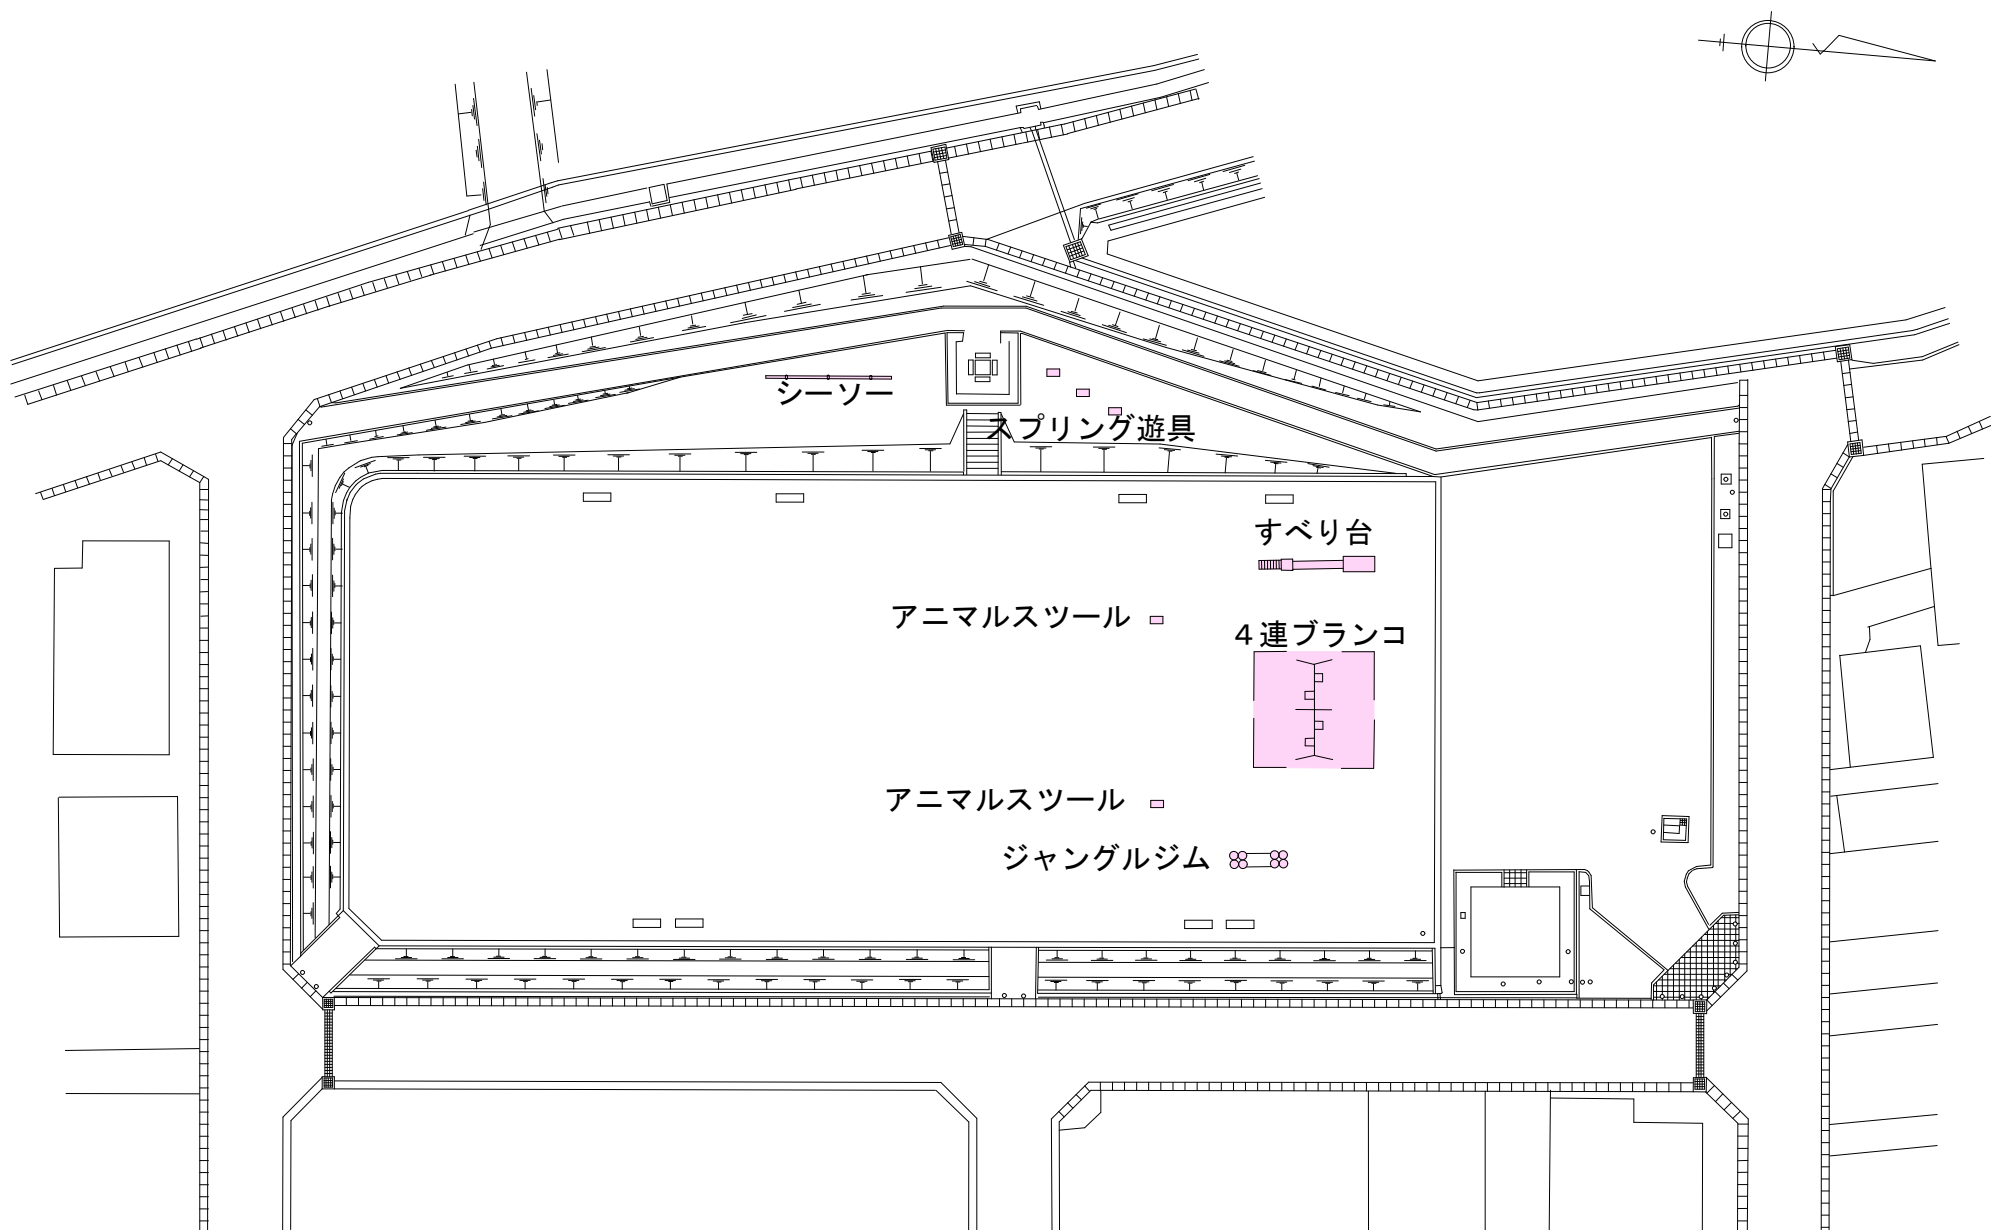 シーソー
スプリング遊具
すべり台
アニマルスツール
４連ブランコ
アニマルスツール
ジャングルジム